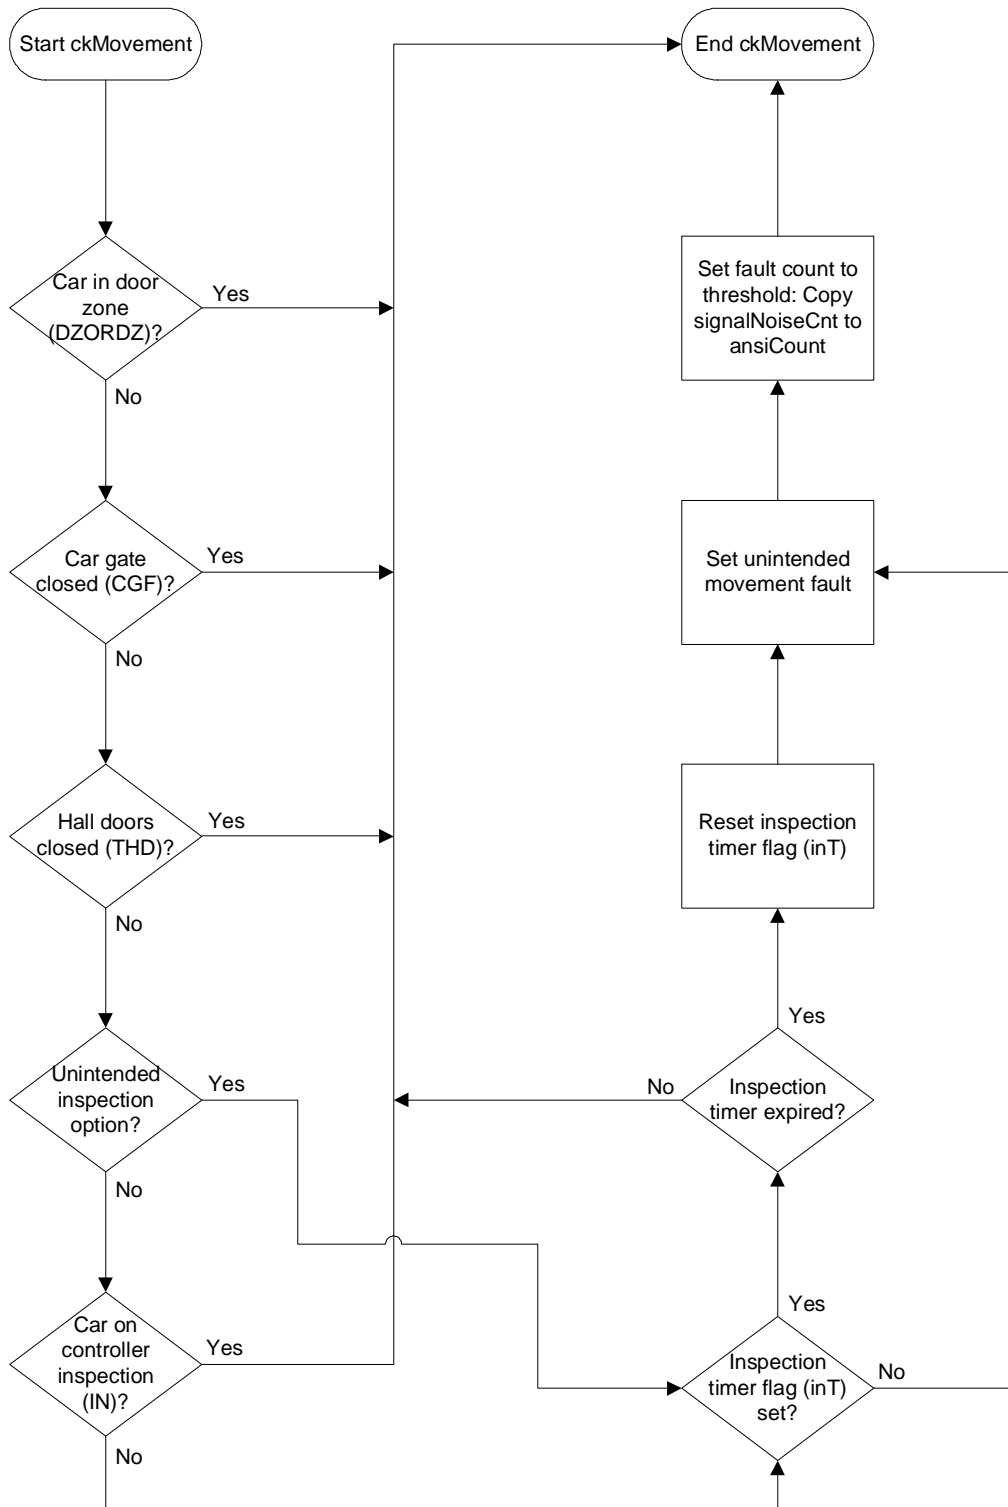 Start ckMovement
End ckMovement
Car in door
zone
(DZORDZ)?
Yes
No
Set fault count to
threshold: Copy
signalNoiseCnt to
ansiCount
Car gate
closed (CGF)?
Yes
No
Set unintended
movement fault
Hall doors
closed (THD)?
Yes
No
Reset inspection
timer flag (inT)
Unintended
inspection
option?
Yes
No
Inspection
timer expired?
Yes
No
Car on
controller
inspection
(IN)?
Yes
No
Inspection
timer flag (inT)
set?
Yes
No